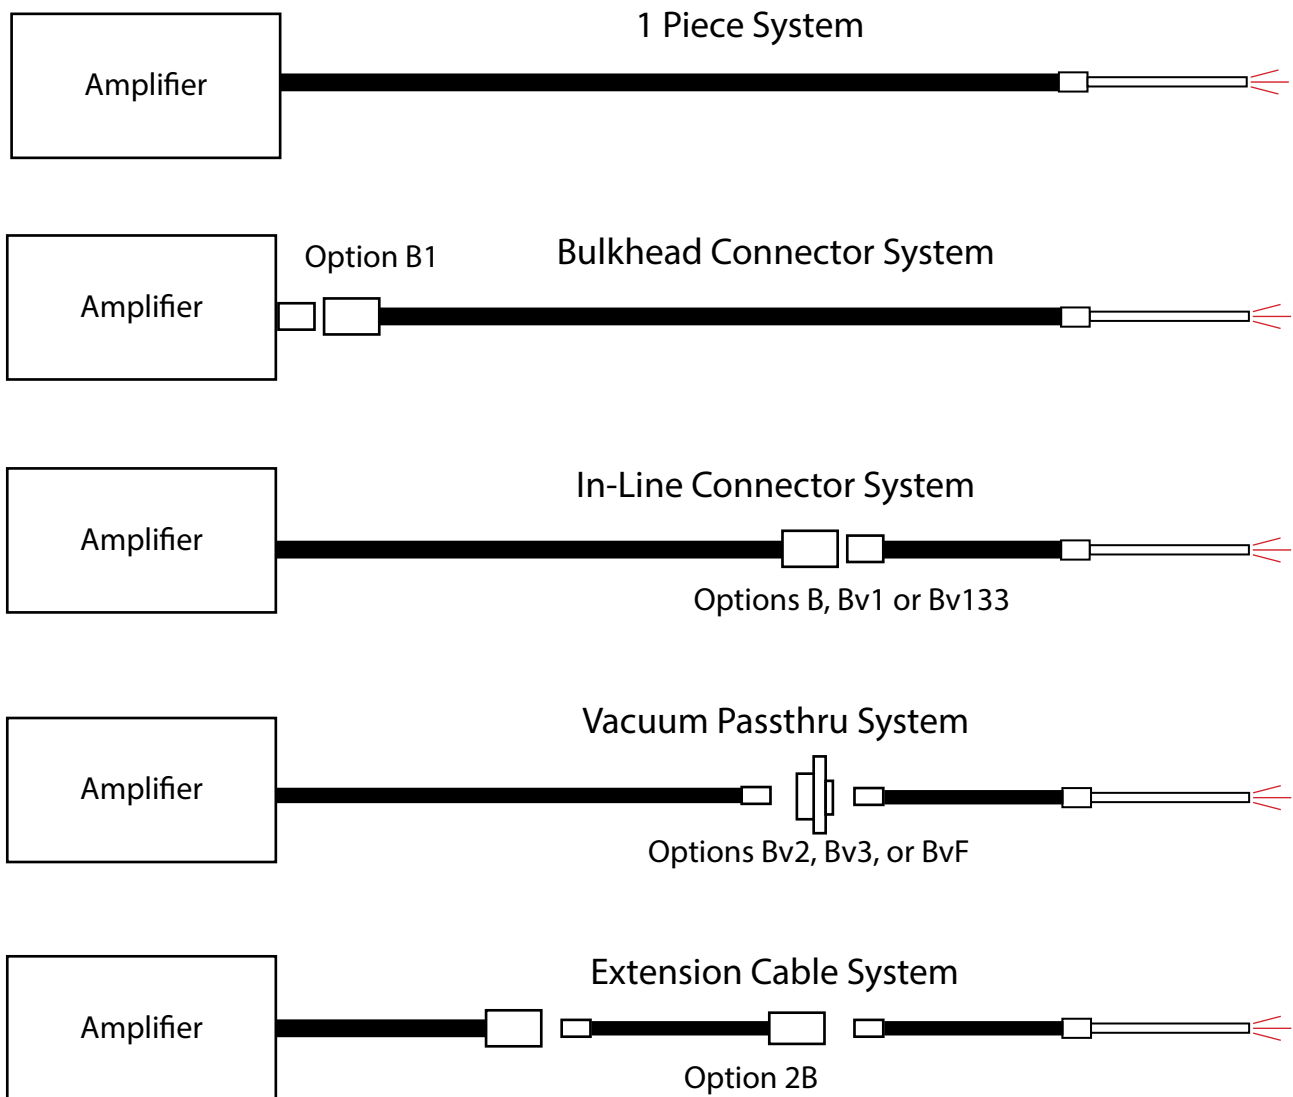 1 Piece System
Amplifier
Option B1
Bulkhead Connector System
Amplifier
In-Line Connector System
Amplifier
Options B, Bv1 or Bv133
Vacuum Passthru System
Amplifier
Options Bv2, Bv3, or BvF
Extension Cable System
Amplifier
Option 2B